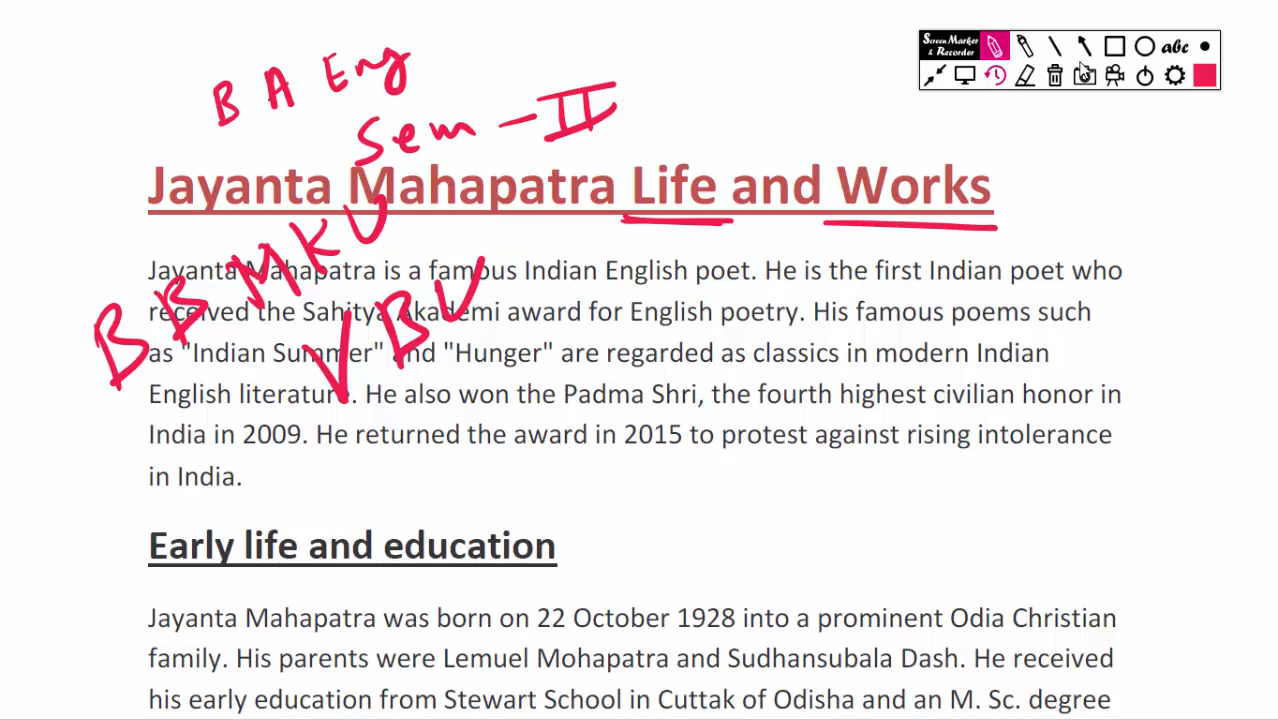 Screen Marker
& Recorder
abc
B A Eng
Sem - II
Jayanta Mahapatra Life and Works
B B M K U
V B U
Jayanta Mahapatra is a famous Indian English poet. He is the first Indian poet who
received the Sahitya Akademi award for English poetry. His famous poems such
as "Indian Summer" and "Hunger" are regarded as classics in modern Indian
English literature. He also won the Padma Shri, the fourth highest civilian honor in
India in 2009. He returned the award in 2015 to protest against rising intolerance
in India.
Early life and education
Jayanta Mahapatra was born on 22 October 1928 into a prominent Odia Christian
family. His parents were Lemuel Mohapatra and Sudhansubala Dash. He received
his early education from Stewart School in Cuttak of Odisha and an M. Sc. degree